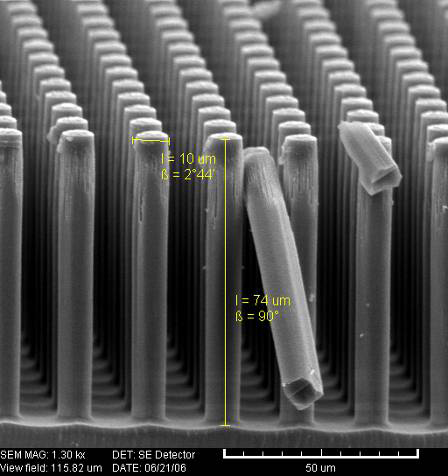 l = 10 um
ß = 2°44'
l = 74 um
ß = 90°
SEM MAG: 1.30 kx DET: SE Detector
View field: 115.82 um DATE: 06/21/06 50 um